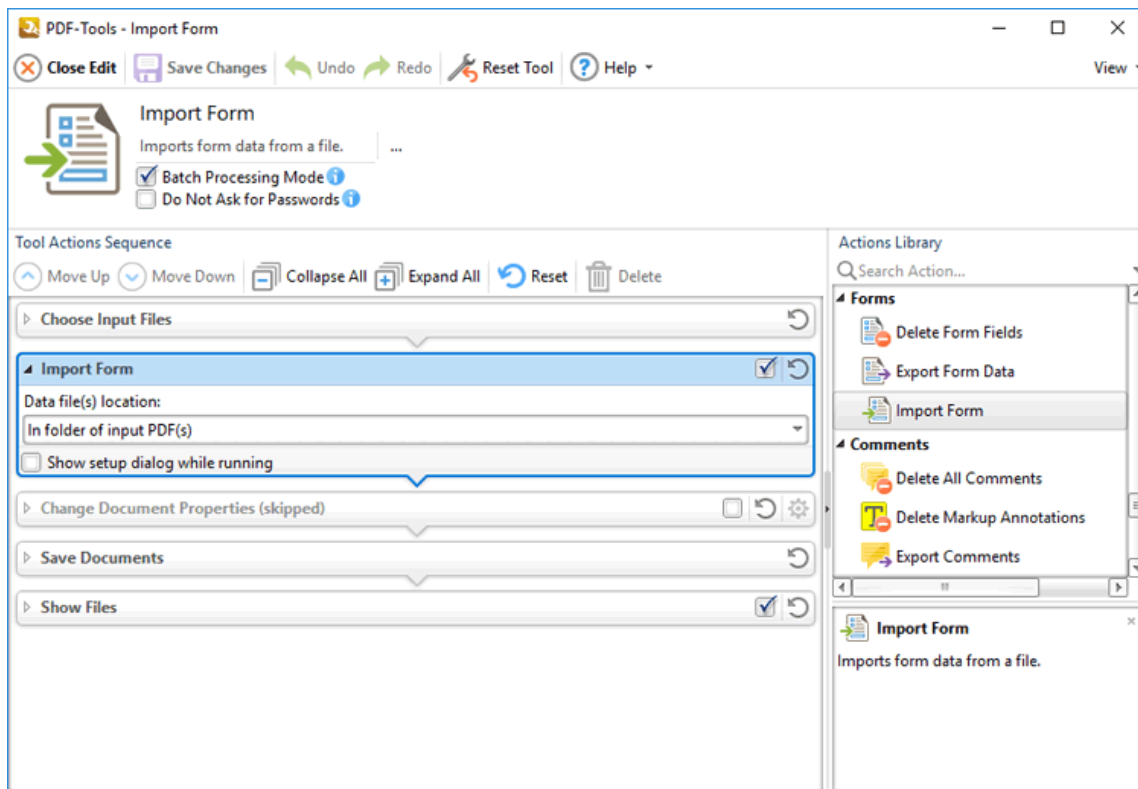 PDF-Tools - Import Form
Close Edit Save Changes Undo Redo Reset Tool ? Help View
Import Form
Imports form data from a file. ...
Batch Processing Mode i
Do Not Ask for Passwords i
Tool Actions Sequence
Move Up Move Down Collapse All Expand All Reset Delete
Choose Input Files
Import Form
Data file(s) location:
In folder of input PDF(s)
Show setup dialog while running
Change Document Properties (skipped)
Save Documents
Show Files
Actions Library
Search Action...
Forms
Delete Form Fields
Export Form Data
Import Form
Comments
Delete All Comments
T Delete Markup Annotations
Export Comments
Import Form
Imports form data from a file.